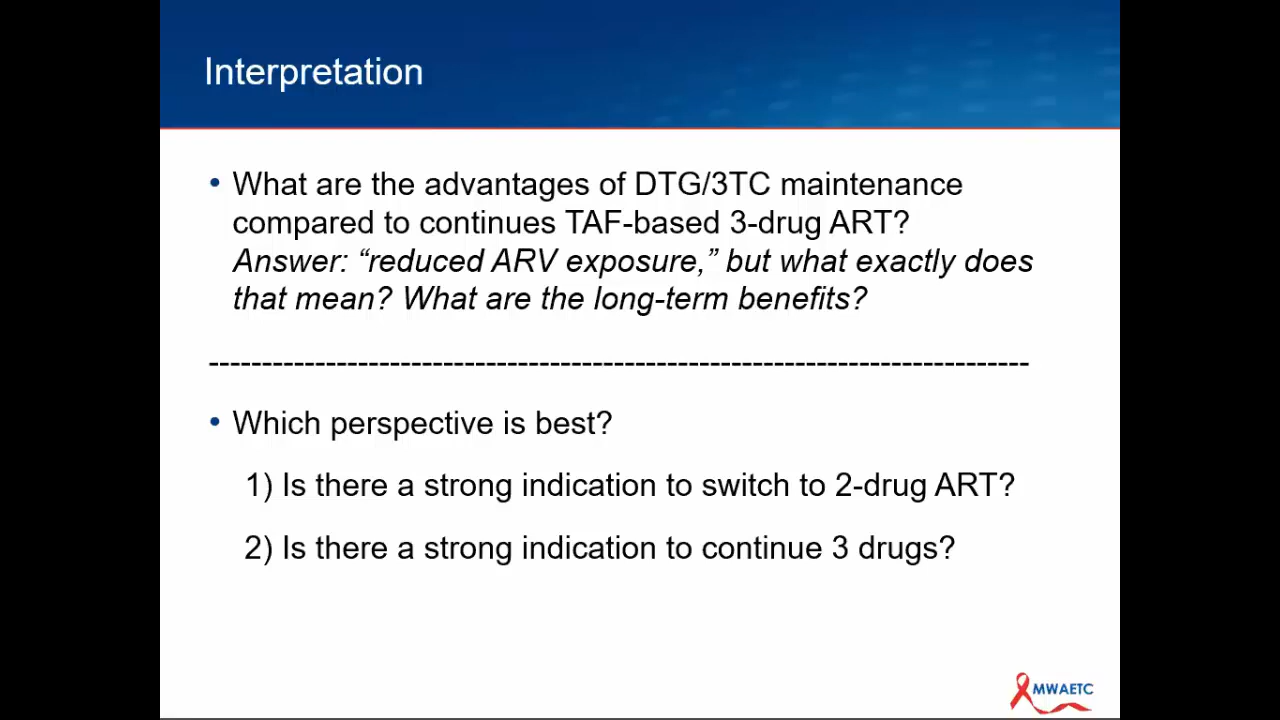 Interpretation
• What are the advantages of DTG/3TC maintenance
compared to continues TAF-based 3-drug ART?
Answer: “reduced ARV exposure,” but what exactly does
that mean? What are the long-term benefits?
------------------------------------------------------------------------------
• Which perspective is best?
1) Is there a strong indication to switch to 2-drug ART?
2) Is there a strong indication to continue 3 drugs?
MWAETC